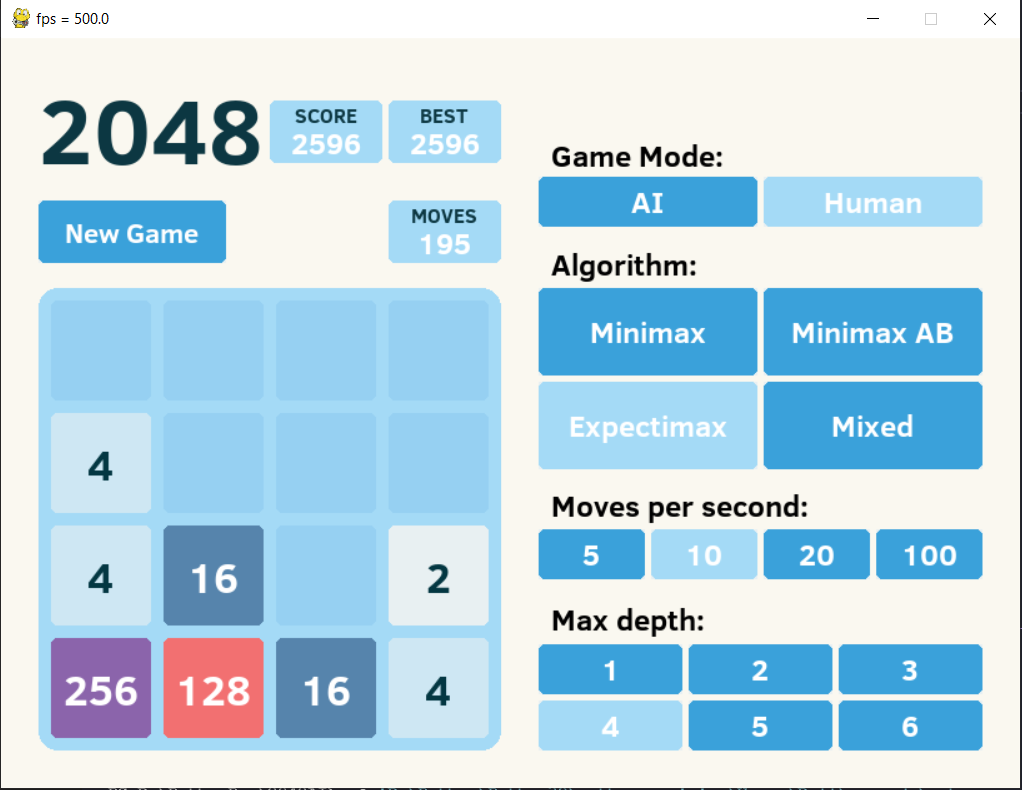 fps = 500.0
2048
SCORE
2596
BEST
2596
New Game
MOVES
195
4
4 16 2
256 128 16 4
Game Mode:
AI Human
Algorithm:
Minimax Minimax AB
Expectimax Mixed
Moves per second:
5 10 20 100
Max depth:
1 2 3
4 5 6